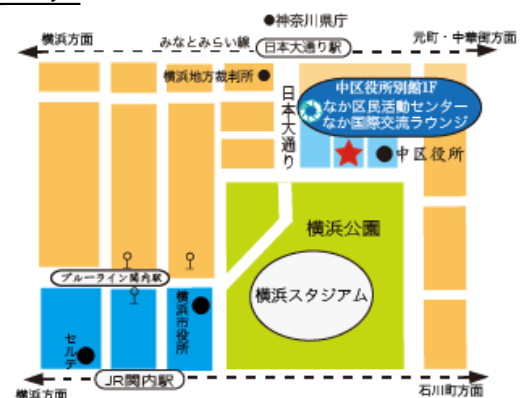 ●神奈川県庁
横浜方面
みなとみらい線
日本大通り駅
元町・中華街方面
横浜地方裁判所●
日本大通り
中区役所別館1F
なか区民活動センター
なか国際交流ラウンジ
●中区役所
横浜公園
ブルーライン関内駅
横浜スタジアム
横浜市役所
セルテ
JR関内駅
横浜方面
石川町方面